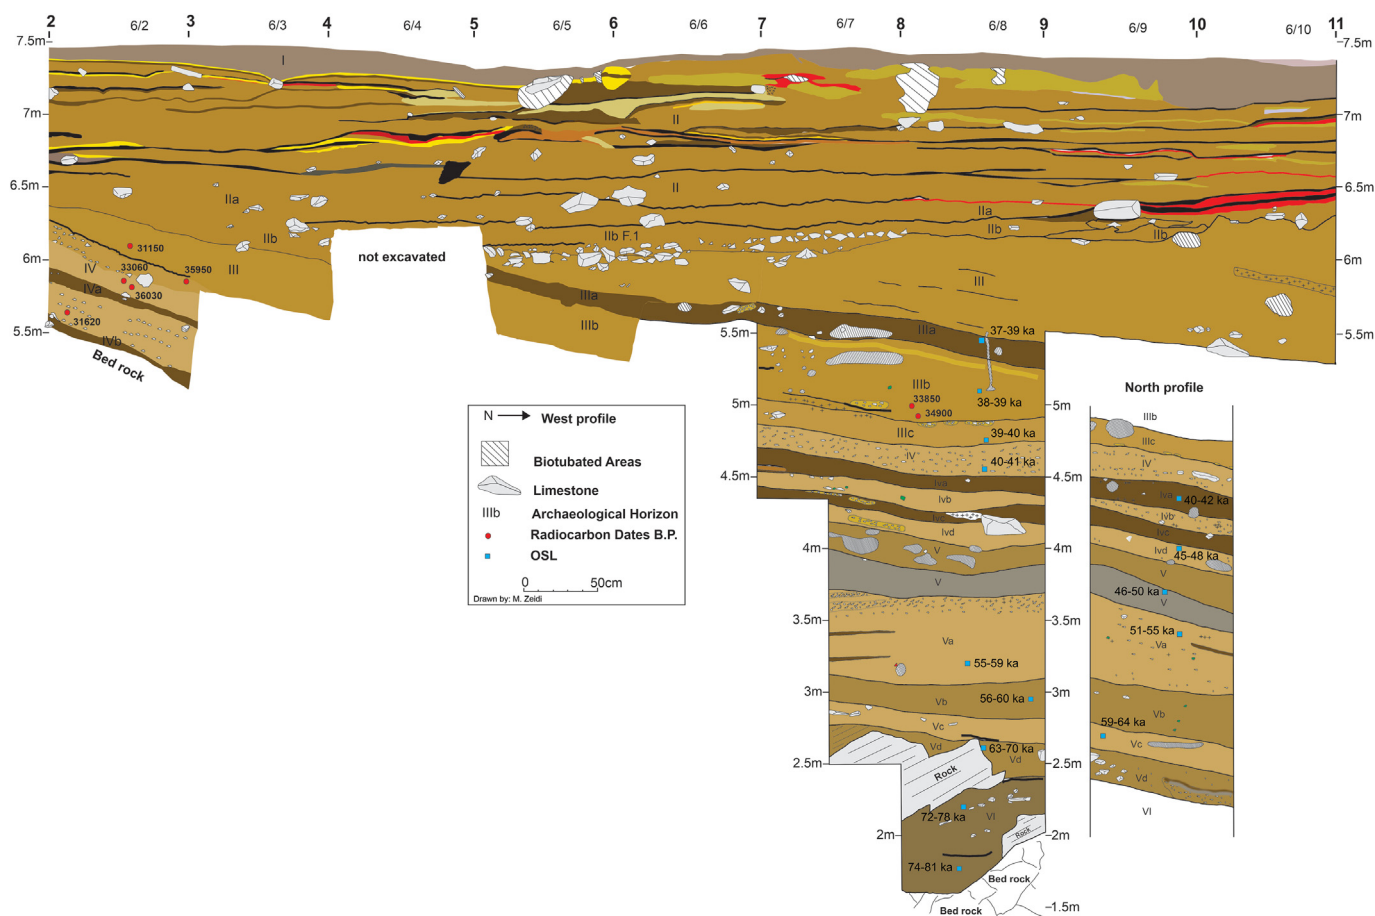 2 6/2 3 6/3 4 6/4 5 6/5 6 6/6 7 6/7 8 6/8 9 6/9 10 6/10 11
7.5m 7.5m
I
7m 7m
II
6.5m II 6.5m
IIa IIa
IIb IIb F.1 IIb IIb
31150
6m not excavated 6m
IV 33060 35950 III III
IVa 36030 IIIa
31620 IIIb
5.5m IVb 5.5m IIIa 37-39 ka 5.5m
Bed rock
North profile
IIIb
33850 38-39 ka
5m 34900 5m
IIIb
IIIc 39-40 ka IIIc
IV 40-41 ka IV
4.5m 4.5m
Iva Iva 40-42 ka
Ivb Ivb
Ivc Ivc
Ivd Ivd
4m V 4m 45-48 ka
V
V 46-50 ka
V
3.5m 3.5m
Va 51-55 ka
Va
55-59 ka
3m 3m
Vb 56-60 ka Vb
Vc 59-64 ka
Vc
Vd 63-70 ka
Vd
2.5m 2.5m
Rock Vd
72-78 ka VI VI
2m Rock 2m
74-81 ka
Bed rock
Bed rock 1.5m
N West profile
Biotubated Areas
Limestone
IIIb Archaeological Horizon
Radiocarbon Dates B.P.
OSL
0 50cm
Drawn by: M. Zeidi